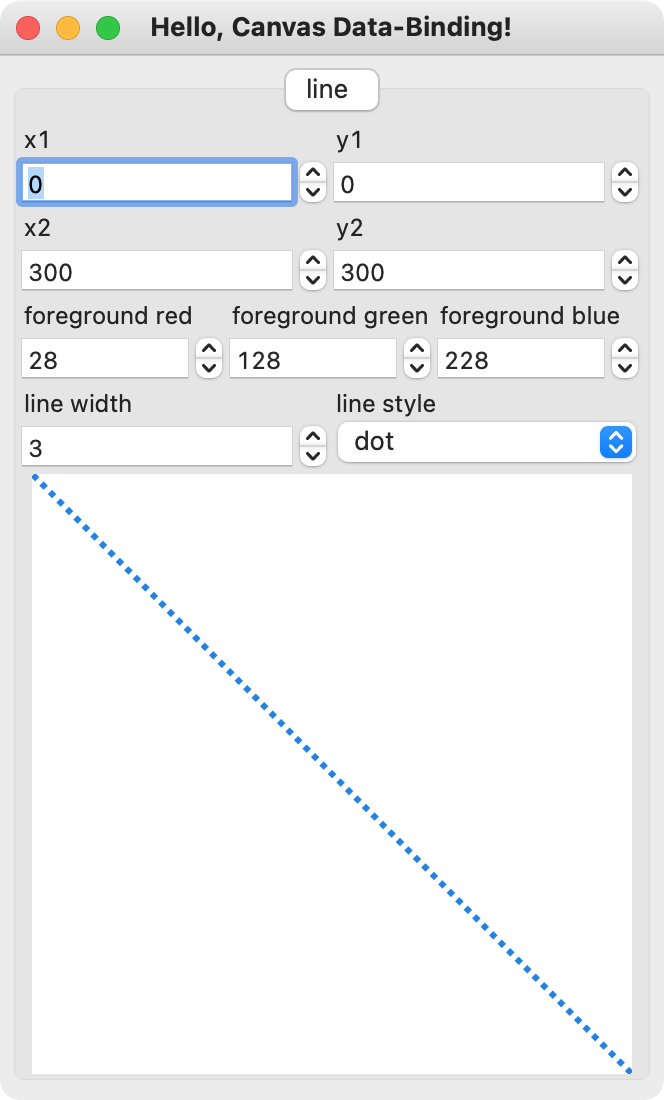 Hello, Canvas Data-Binding!
line
x1 y1
0 0
x2 y2
300 300
foreground red foreground green foreground blue
28 128 228
line width line style
3 dot